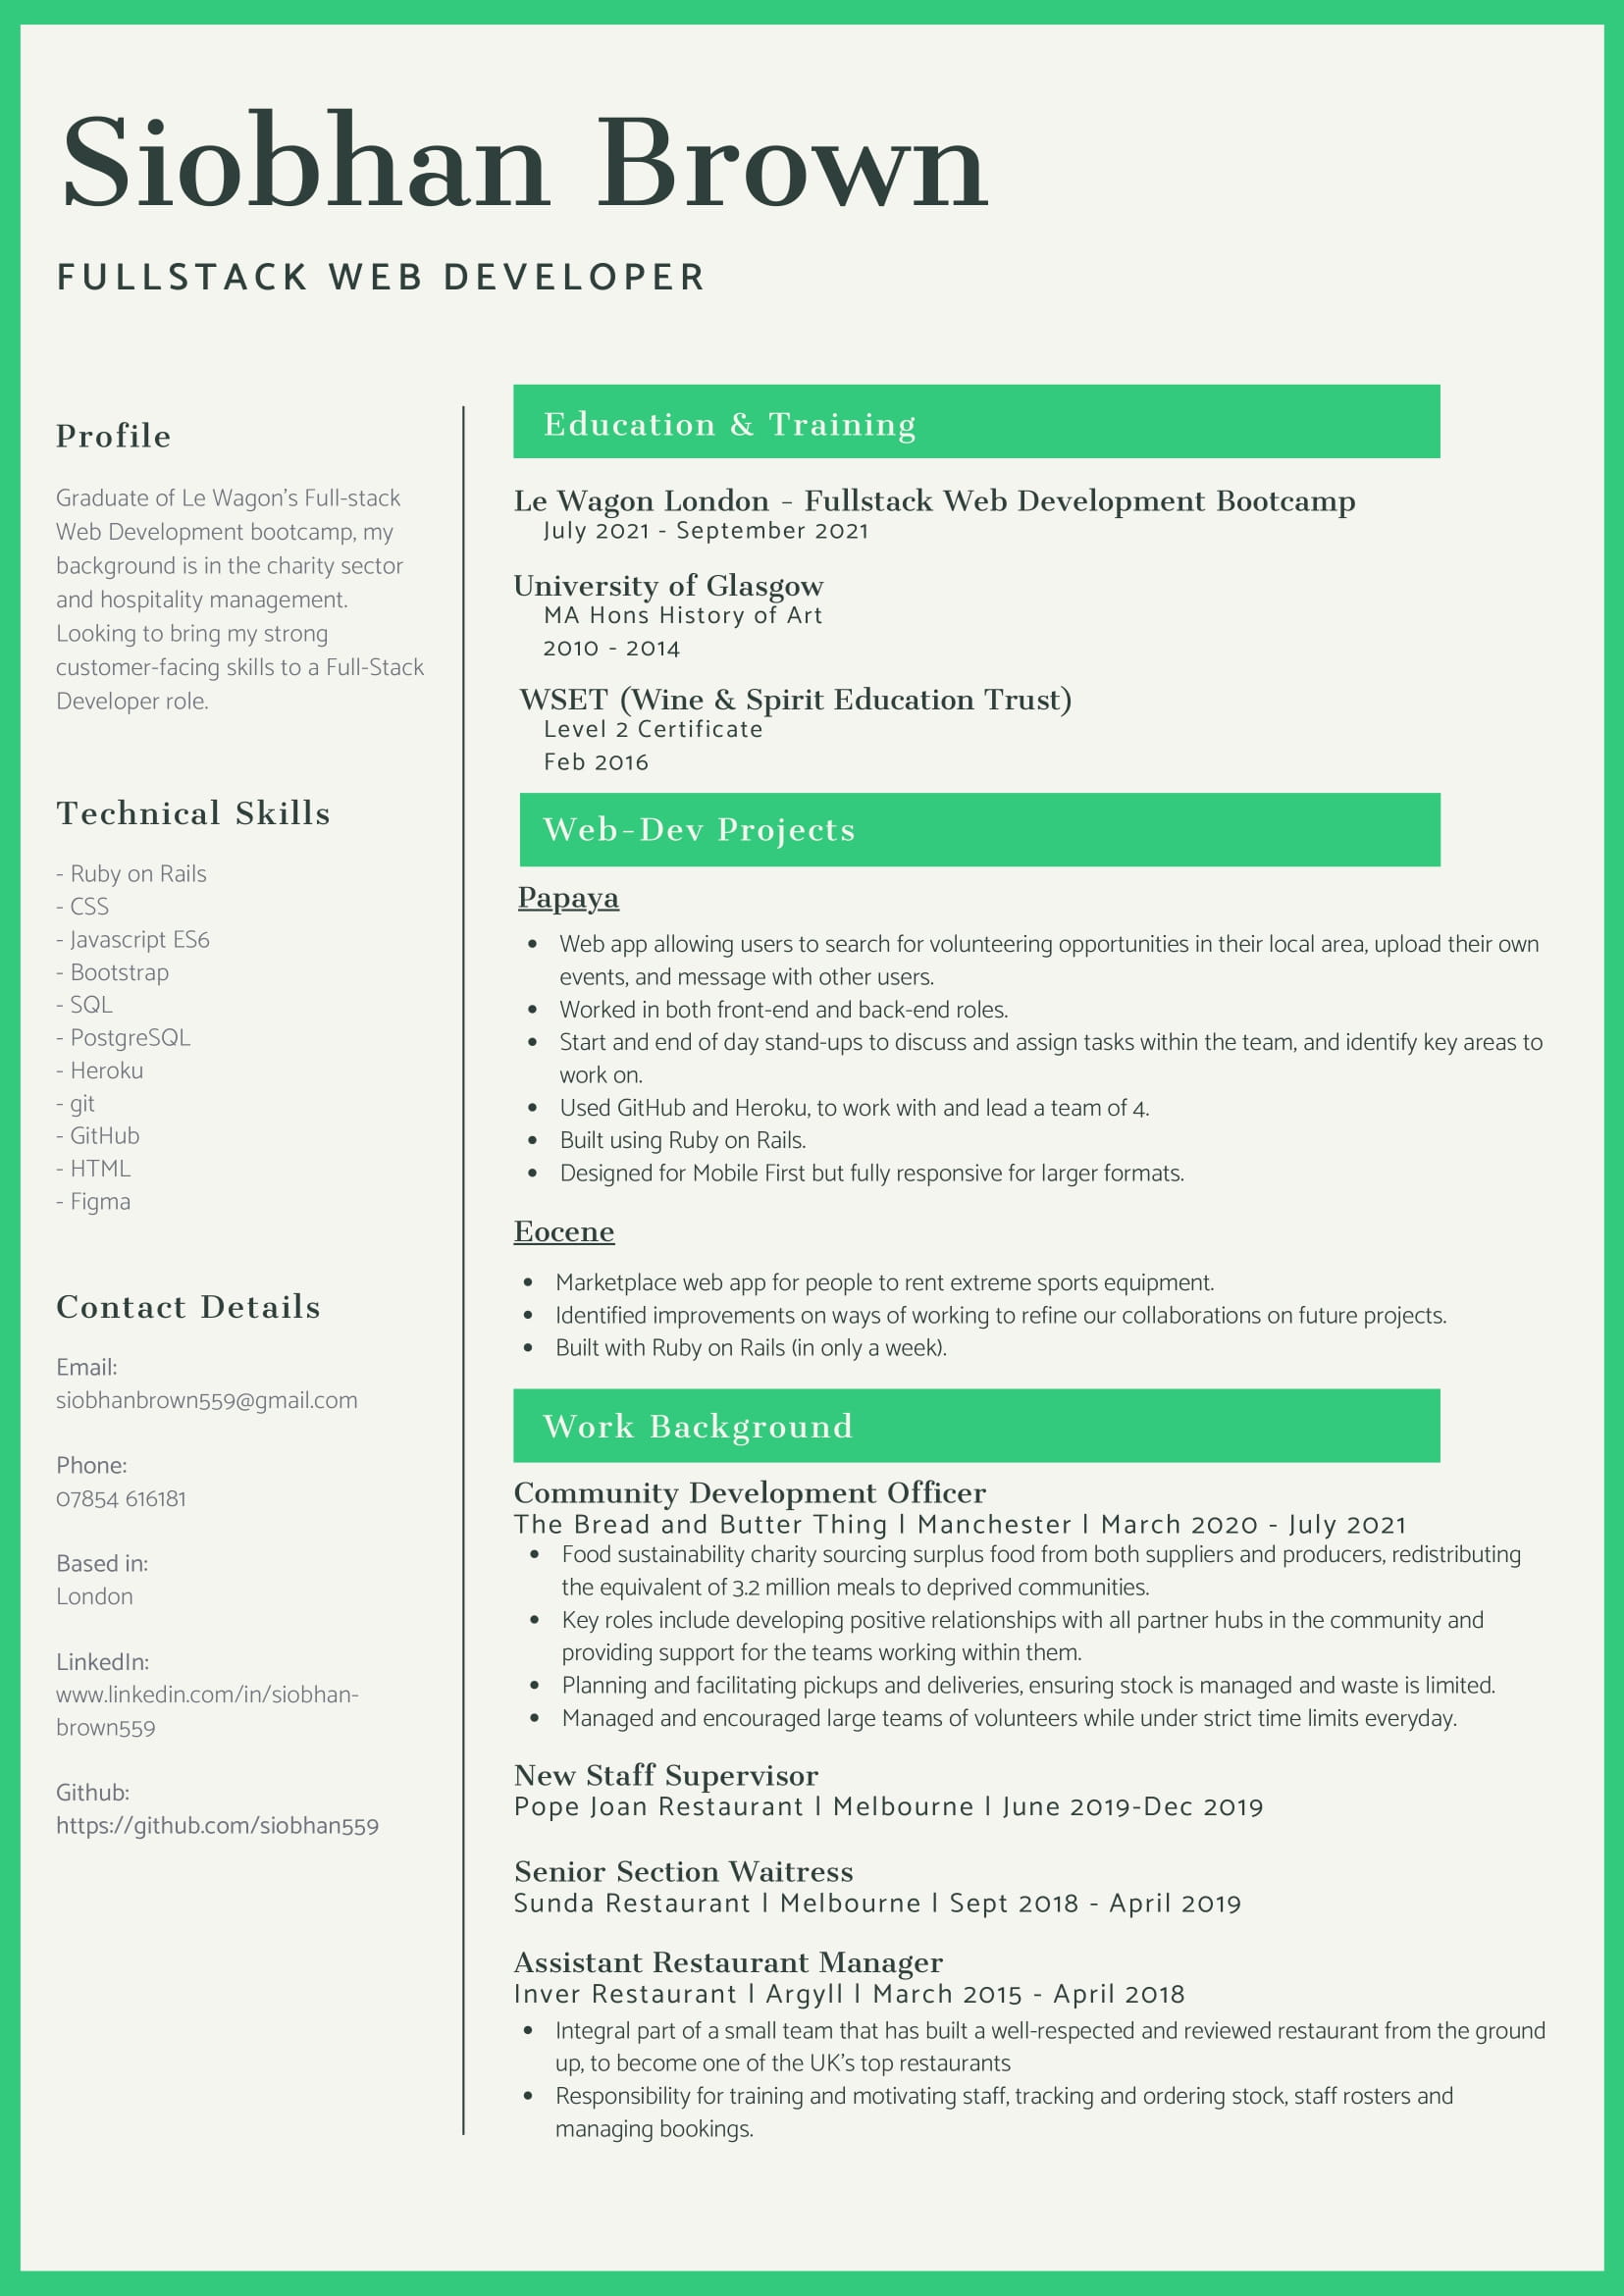 Siobhan Brown
FULLSTACK WEB DEVELOPER
Profile
Graduate of Le Wagon's Full-stack
Web Development bootcamp, my
background is in the charity sector
and hospitality management.
Looking to bring my strong
customer-facing skills to a Full-Stack
Developer role.
Technical Skills
- Ruby on Rails
- CSS
- Javascript ES6
- Bootstrap
- SQL
- PostgreSQL
- Heroku
- git
- GitHub
- HTML
- Figma
Contact Details
Email:
siobhanbrown559@gmail.com
Phone:
07854 616181
Based in:
London
LinkedIn:
www.linkedin.com/in/siobhan-
brown559
Github:
https://github.com/siobhan559
Education & Training
Le Wagon London - Fullstack Web Development Bootcamp
July 2021 - September 2021
University of Glasgow
MA Hons History of Art
2010 - 2014
WSET (Wine & Spirit Education Trust)
Level 2 Certificate
Feb 2016
Web-Dev Projects
Papaya
• Web app allowing users to search for volunteering opportunities in their local area, upload their own
events, and message with other users.
• Worked in both front-end and back-end roles.
• Start and end of day stand-ups to discuss and assign tasks within the team, and identify key areas to
work on.
• Used GitHub and Heroku, to work with and lead a team of 4.
• Built using Ruby on Rails.
• Designed for Mobile First but fully responsive for larger formats.
Eocene
• Marketplace web app for people to rent extreme sports equipment.
• Identified improvements on ways of working to refine our collaborations on future projects.
• Built with Ruby on Rails (in only a week).
Work Background
Community Development Officer
The Bread and Butter Thing | Manchester | March 2020 - July 2021
• Food sustainability charity sourcing surplus food from both suppliers and producers, redistributing
the equivalent of 3.2 million meals to deprived communities.
• Key roles include developing positive relationships with all partner hubs in the community and
providing support for the teams working within them.
• Planning and facilitating pickups and deliveries, ensuring stock is managed and waste is limited.
• Managed and encouraged large teams of volunteers while under strict time limits everyday.
New Staff Supervisor
Pope Joan Restaurant | Melbourne | June 2019-Dec 2019
Senior Section Waitress
Sunda Restaurant | Melbourne | Sept 2018 - April 2019
Assistant Restaurant Manager
Inver Restaurant | Argyll | March 2015 - April 2018
• Integral part of a small team that has built a well-respected and reviewed restaurant from the ground
up, to become one of the UK's top restaurants
• Responsibility for training and motivating staff, tracking and ordering stock, staff rosters and
managing bookings.